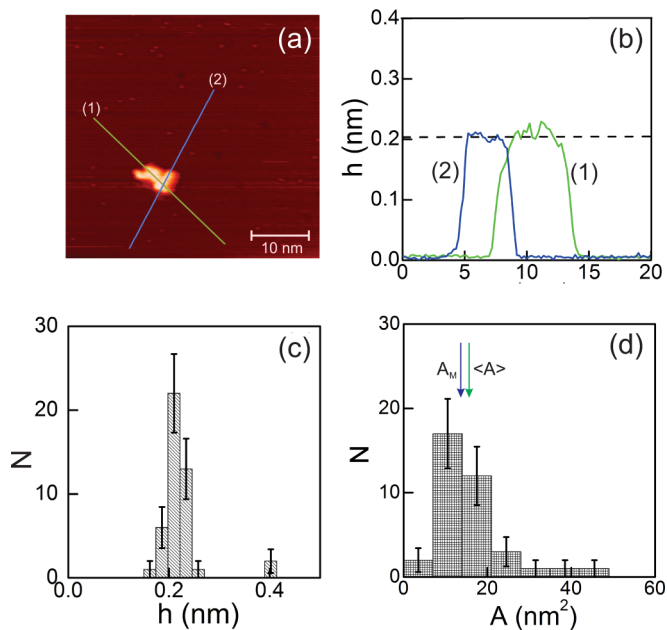 (a)
(1)
(2)
10 nm
(b)
h (nm)
0.4
0.3
0.2
0.1
0.0
(2)
(1)
0 5 10 15 20
(c)
N
30
20
10
0
0.0 0.2 0.4
h (nm)
(d)
N
30
20
10
0
A_M <A>
0 20 40 60
A (nm²)